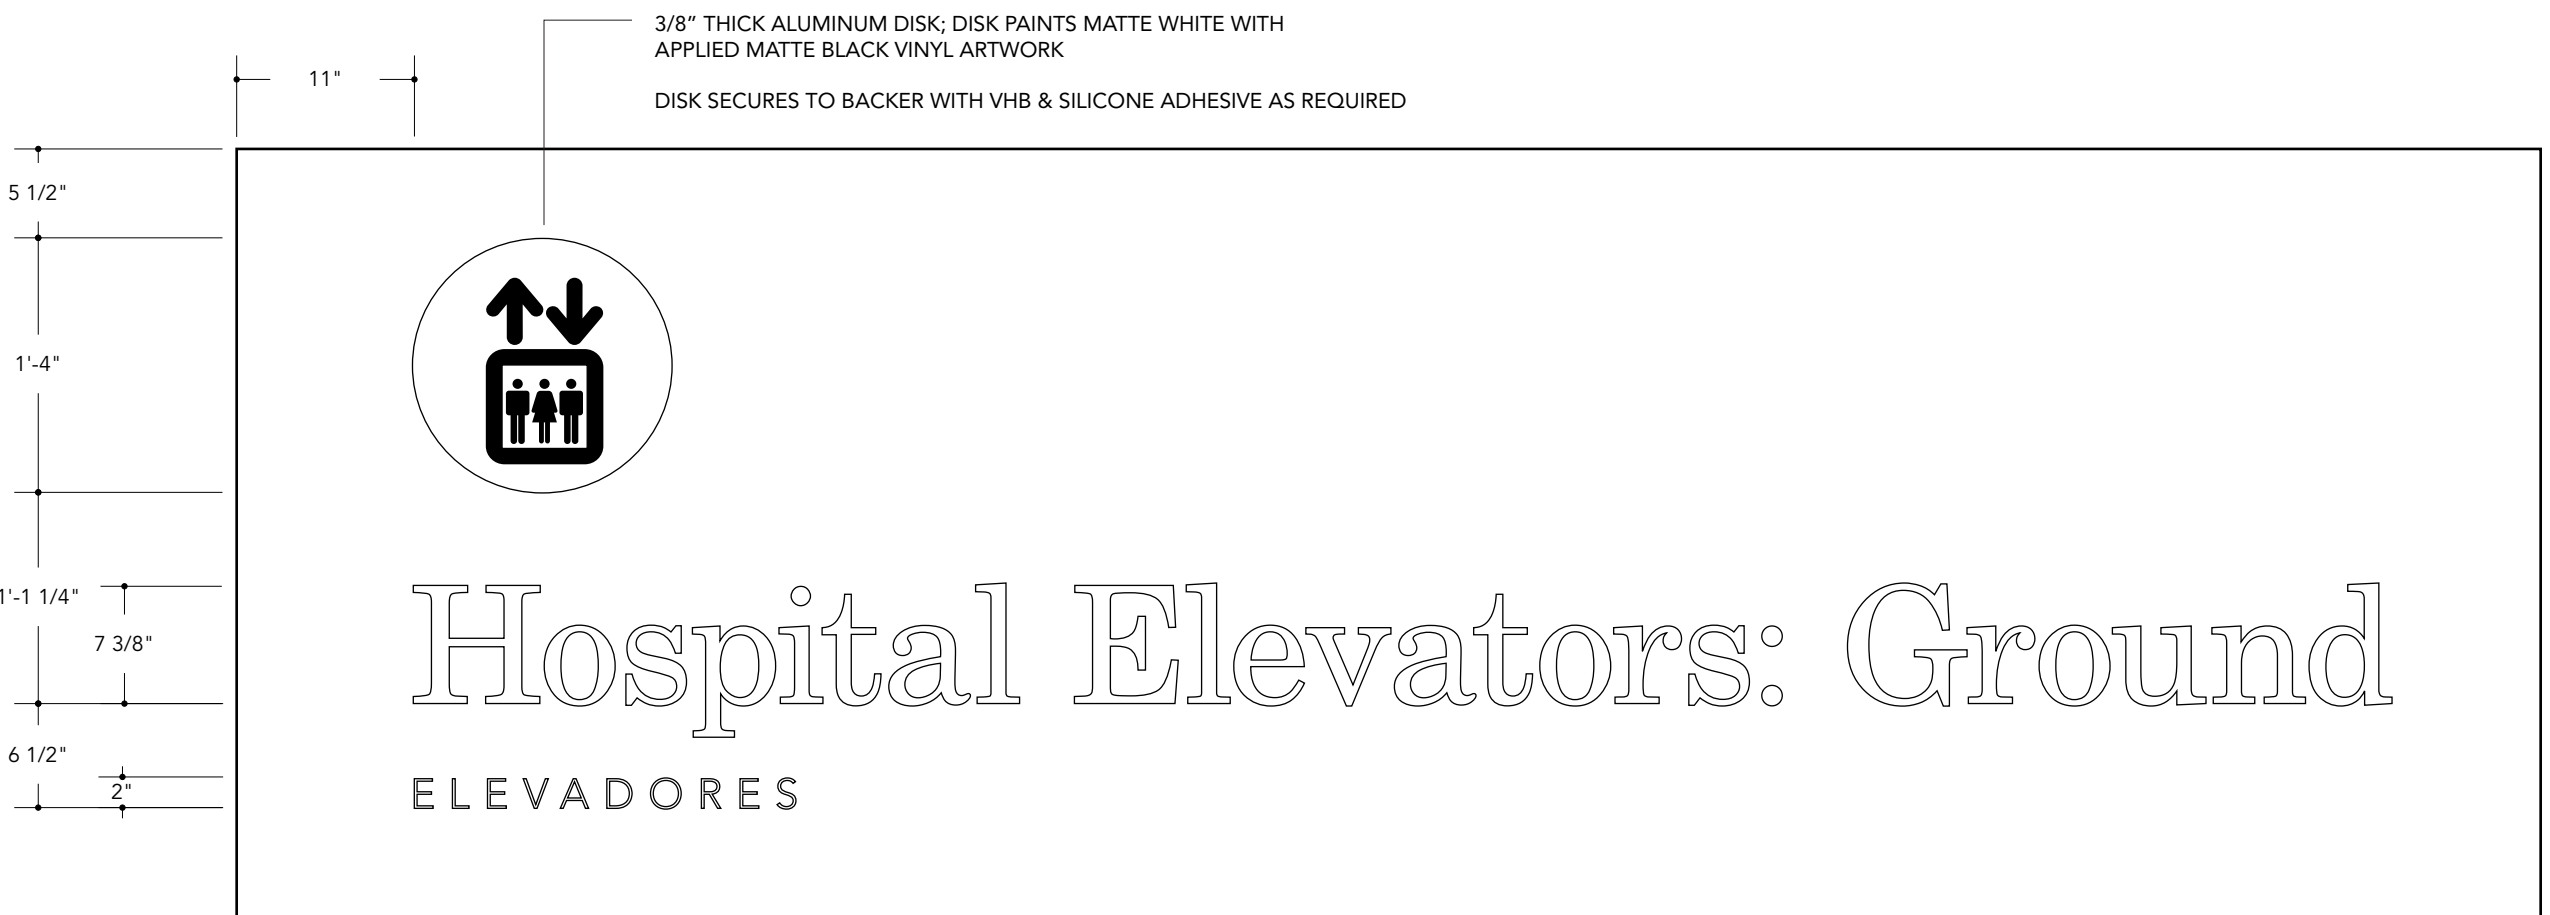 3/8” THICK ALUMINUM DISK; DISK PAINTS MATTE WHITE WITH
APPLIED MATTE BLACK VINYL ARTWORK
11"
DISK SECURES TO BACKER WITH VHB & SILICONE ADHESIVE AS REQUIRED
5 1/2"
1'-4"
1'-1 1/4"
7 3/8"
Hospital Elevators: Ground
6 1/2"
2"
ELEVADORES